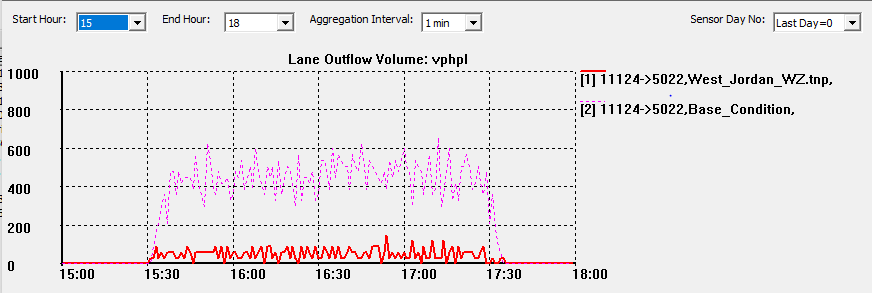 Start Hour: 15 End Hour: 18 Aggregation Interval: 1 min Sensor Day No: Last Day=0
Lane Outflow Volume: vphpl
1000
800
600
400
200
0
15:00 15:30 16:00 16:30 17:00 17:30 18:00
[1] 11124->5022,West_Jordan_WZ.tnp,
[2] 11124->5022,Base_Condition,